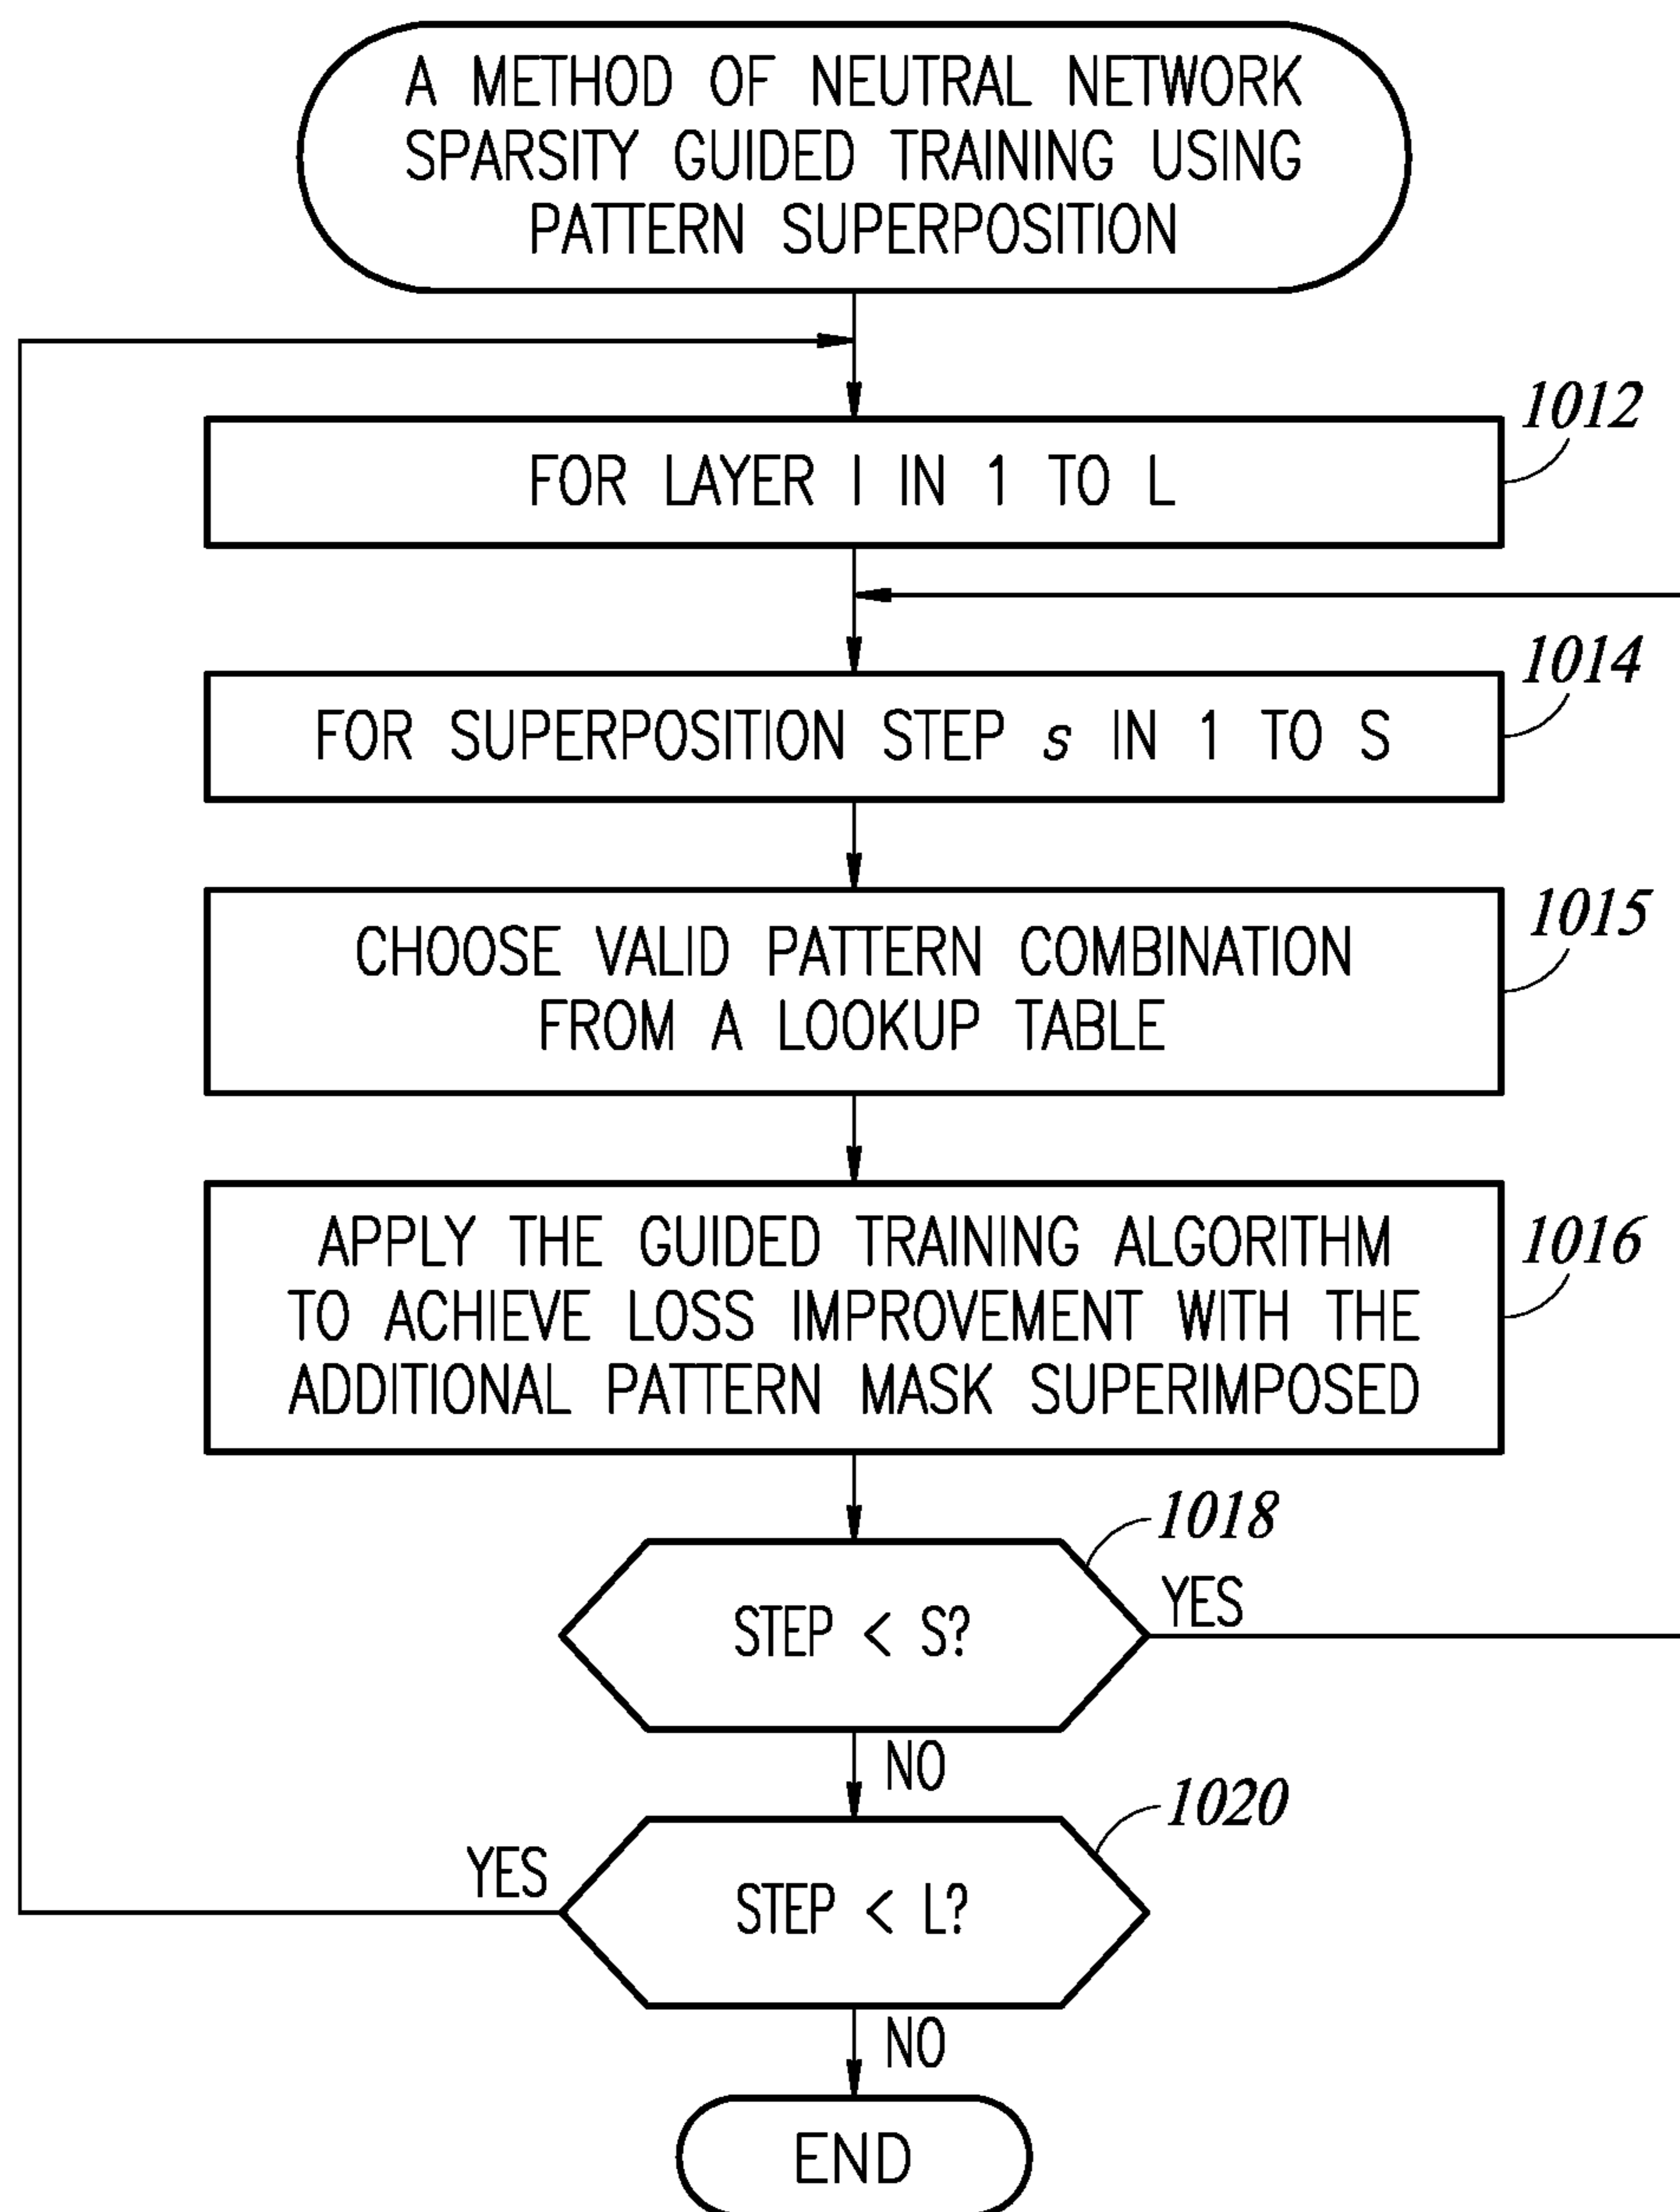 A METHOD OF NEUTRAL NETWORK
SPARSITY GUIDED TRAINING USING
PATTERN SUPERPOSITION
1012
FOR LAYER I IN 1 TO L
1014
FOR SUPERPOSITION STEP s IN 1 TO S
1015
CHOOSE VALID PATTERN COMBINATION
FROM A LOOKUP TABLE
1016
APPLY THE GUIDED TRAINING ALGORITHM
TO ACHIEVE LOSS IMPROVEMENT WITH THE
ADDITIONAL PATTERN MASK SUPERIMPOSED
1018
STEP < S?
YES
NO
1020
YES
STEP < L?
NO
END